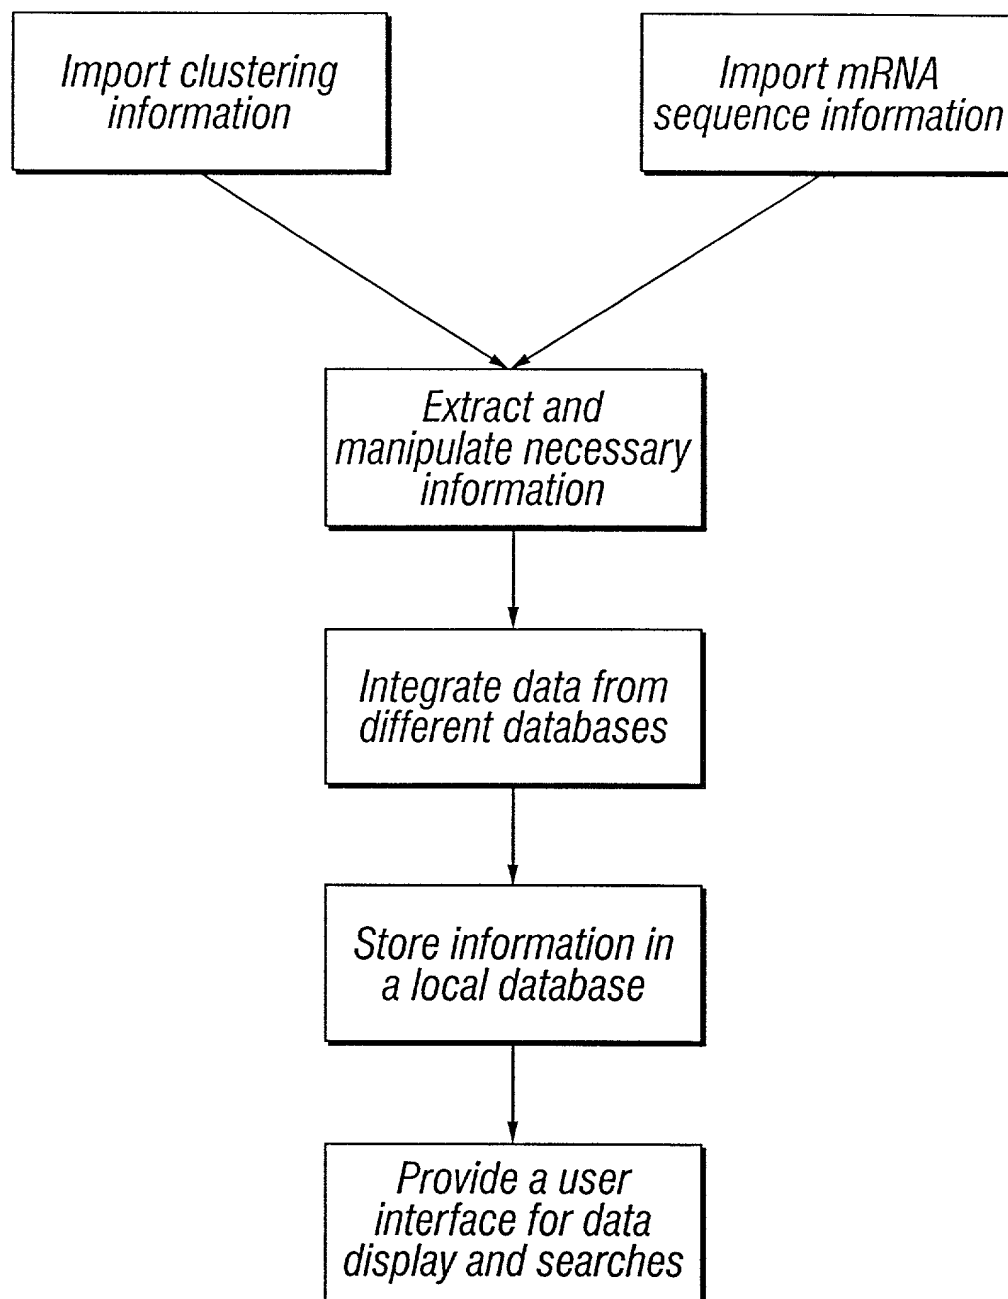 Import clustering
information
Import mRNA
sequence information
Extract and
manipulate necessary
information
Integrate data from
different databases
Store information in
a local database
Provide a user
interface for data
display and searches